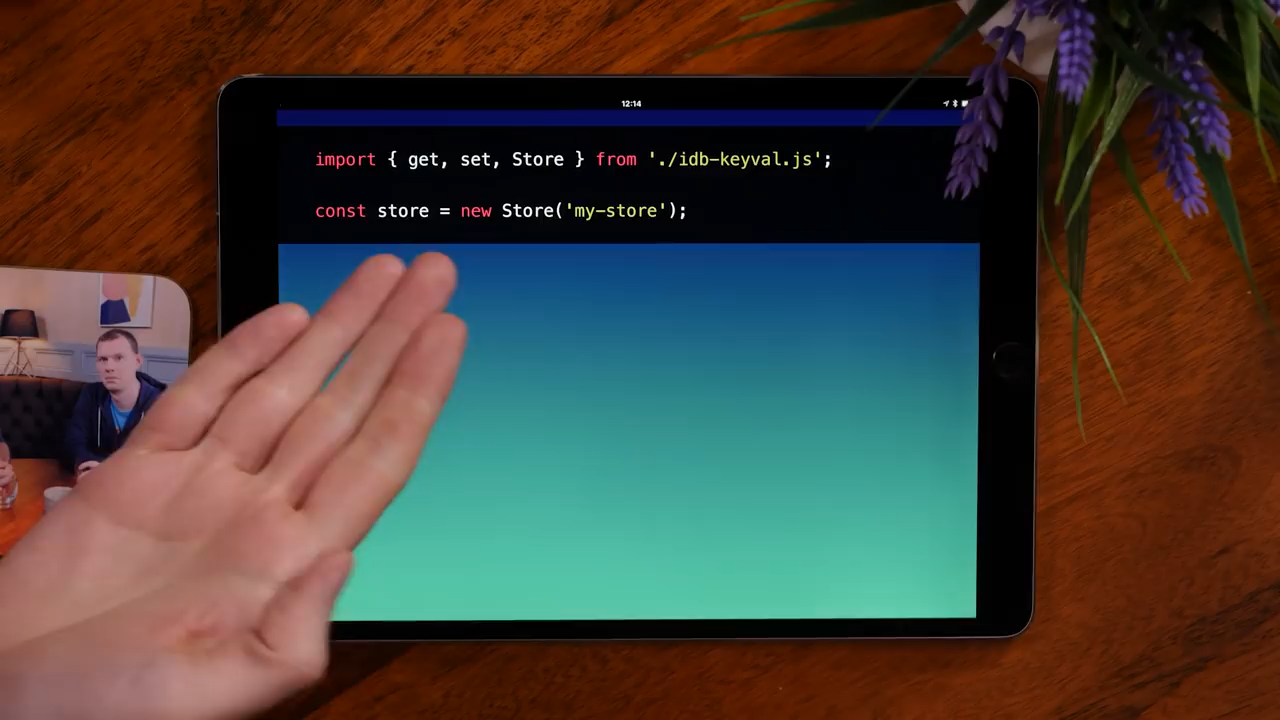 12:14
import { get, set, Store } from './idb-keyval.js';
const store = new Store('my-store');